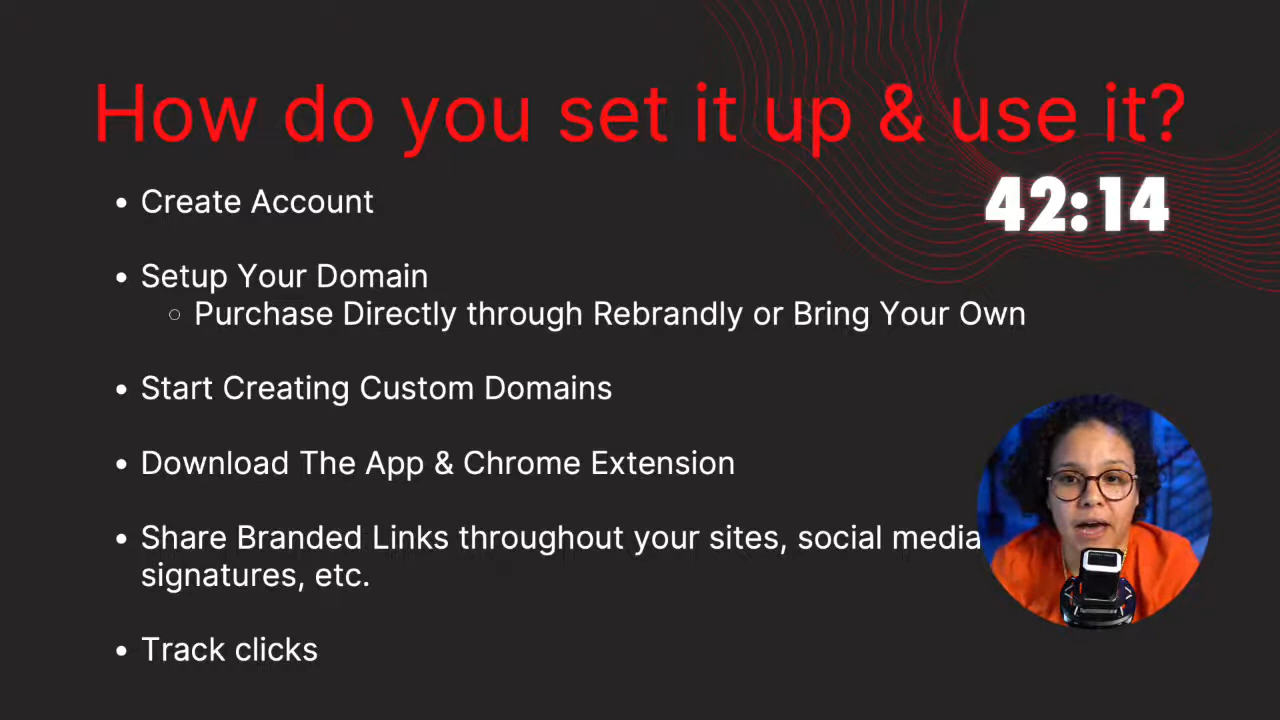 How do you set it up & use it?
42:14
• Create Account
• Setup Your Domain
○ Purchase Directly through Rebrandly or Bring Your Own
• Start Creating Custom Domains
• Download The App & Chrome Extension
• Share Branded Links throughout your sites, social media
signatures, etc.
• Track clicks